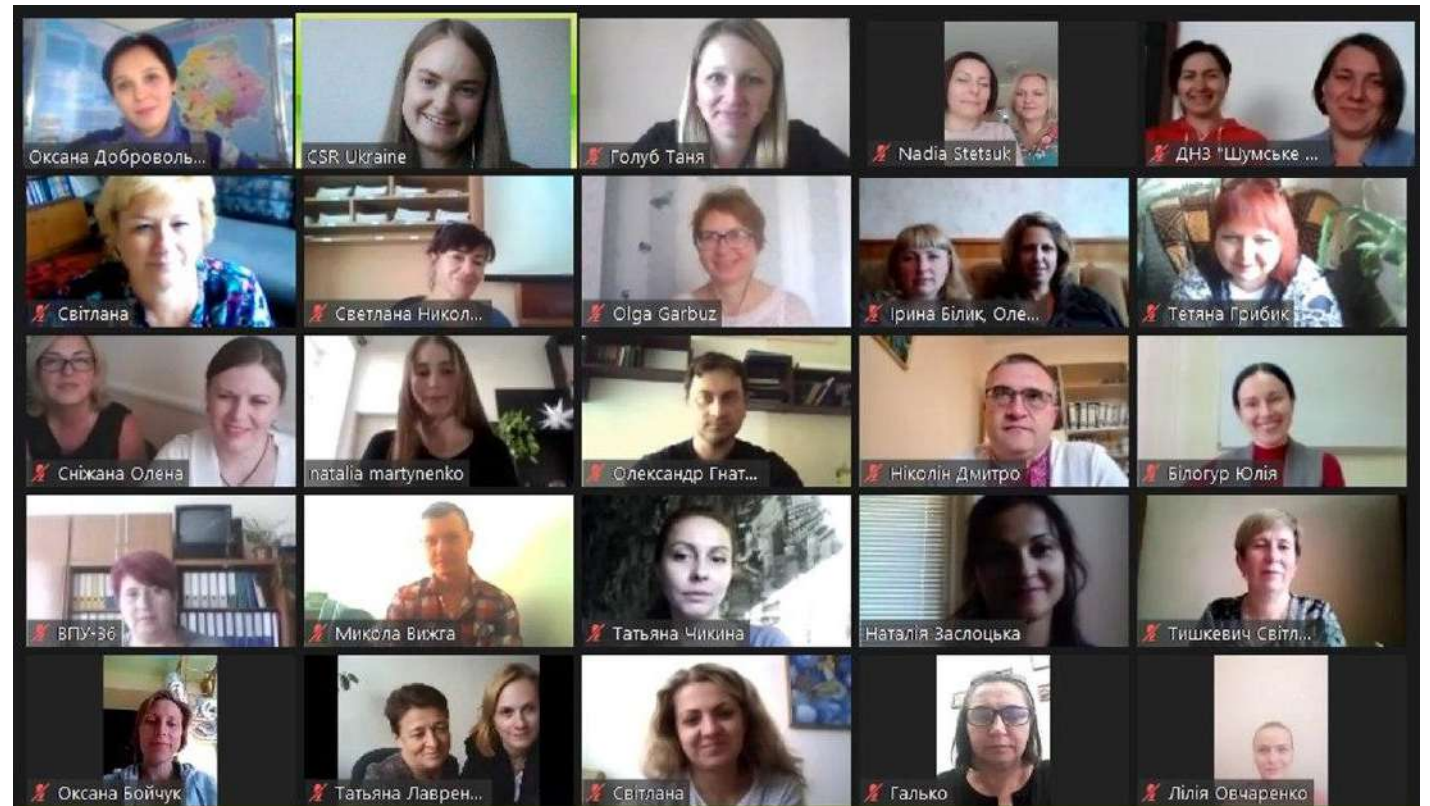 Оксана Доброволь...
CSR Ukraine
Голуб Таня
Nadia Stetsuk
ДНЗ "Шумське ...
Світлана
Светлана Никол...
Olga Garbuz
Ірина Білик, Оле...
Тетяна Грибик
Сніжана Олена
natalia martynenko
Олександр Гнат...
Ніколін Дмитро
Білогур Юлія
ВПУ-36
Микола Вижга
Татьяна Чикина
Наталія Заслоцька
Тишкевич Світл...
Оксана Бойчук
Татьяна Лаврен...
Світлана
Галько
Лілія Овчаренко